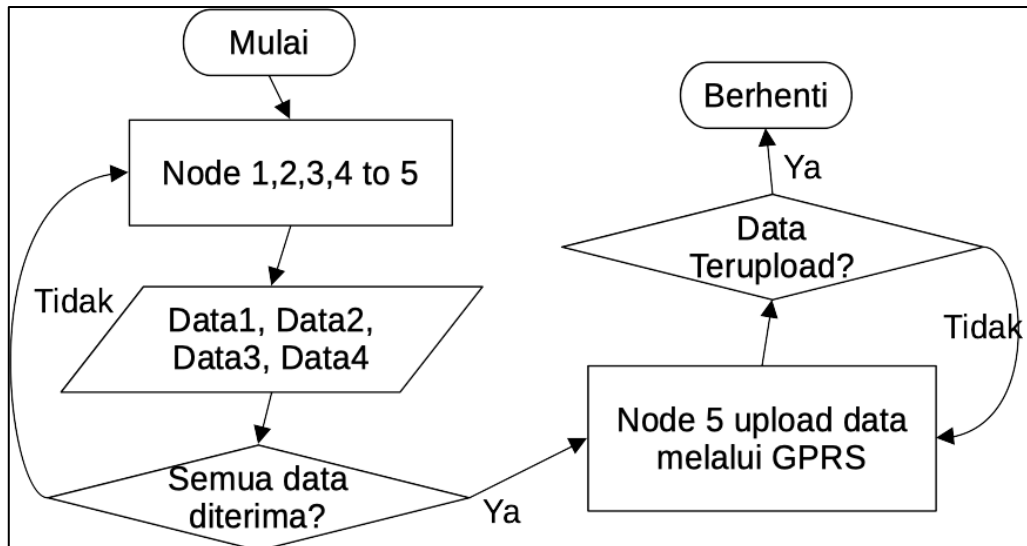 Mulai
Node 1,2,3,4 to 5
Data1, Data2,
Data3, Data4
Semua data
diterima?
Tidak
Ya
Node 5 upload data
melalui GPRS
Data
Terupload?
Tidak
Ya
Berhenti